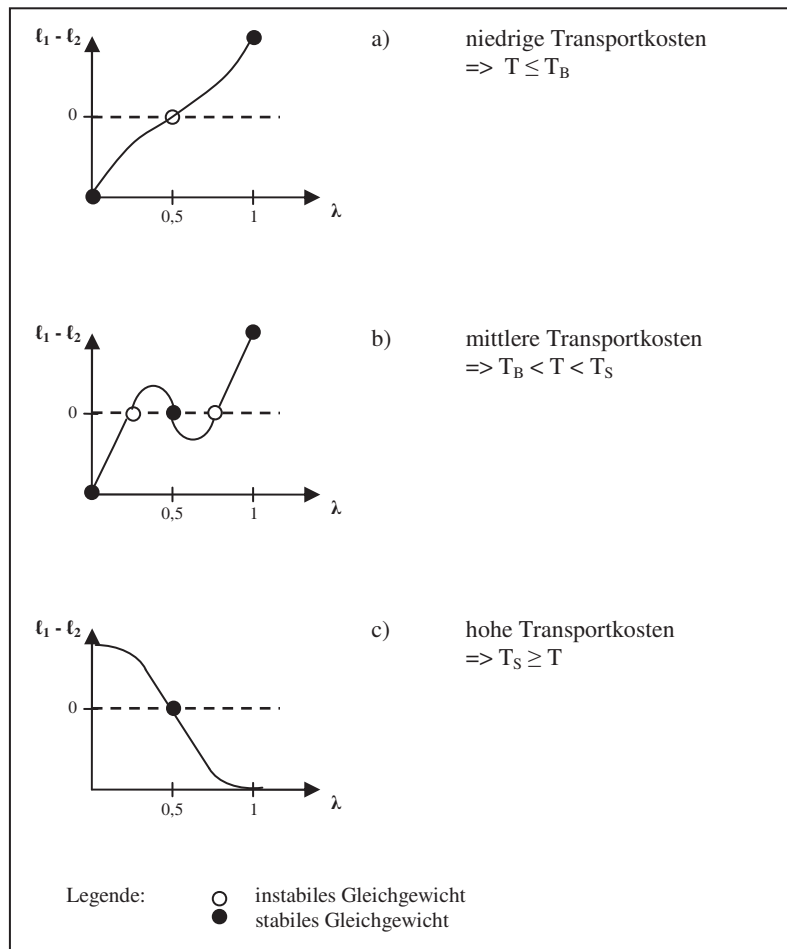 ℓ₁ - ℓ₂
a) niedrige Transportkosten
=> T ≤ T_B
0
0,5 1
λ
ℓ₁ - ℓ₂
b) mittlere Transportkosten
=> T_B < T < T_S
0
0,5 1
λ
ℓ₁ - ℓ₂
c) hohe Transportkosten
=> T_S ≥ T
0
0,5 1
λ
Legende: instabiles Gleichgewicht
stabiles Gleichgewicht